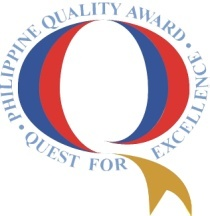 • PHILIPPINE QUALITY AWARD •
QUEST FOR EXCELLENCE